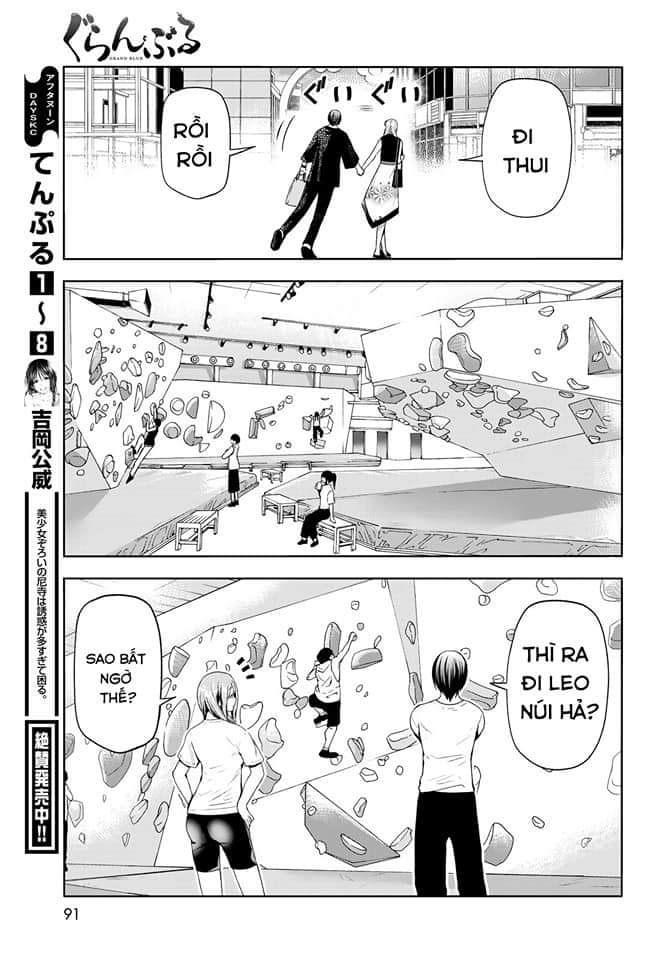 ぐらんぶる
GRAND BLUE
アフタヌーン
DAYSKC
てんぷる1〜8
吉岡公威
美少女ぞろいの尼寺は誘惑が多すぎて困る。
絶賛発売中!!
ぐいぐい
ĐI
THUI
RỒI
RỒI
THÌ RA
ĐI LEO
NÚI HẢ?
SAO BẤT
NGỜ
THẾ?
91